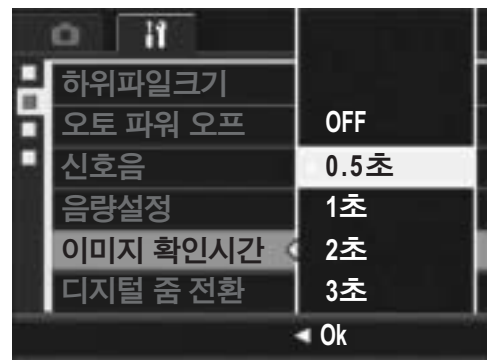 하위파일크기
오토 파워 오프
OFF
신호음
0.5초
음량설정
1초
이미지 확인시간
2초
디지털 줌 전환
3초
Ok